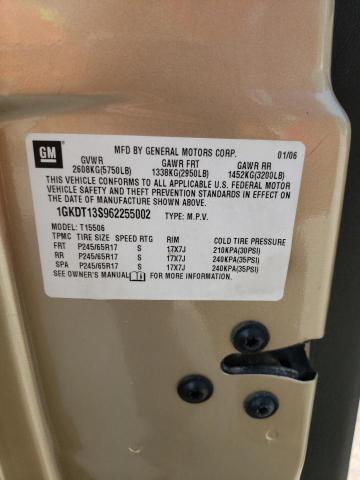 GM
MFD BY GENERAL MOTORS CORP. 01/06
GVWR GAWR FRT GAWR RR
2608KG(5750LB) 1338KG(2950LB) 1452KG(3200LB)
THIS VEHICLE CONFORMS TO ALL APPLICABLE U.S. FEDERAL MOTOR
VEHICLE SAFETY AND THEFT PREVENTION STANDARDS IN EFFECT ON
THE DATE OF MANUFACTURE SHOWN ABOVE.
1GKDT13S962255002 TYPE: M.P.V.
MODEL: T15506
TPMC TIRE SIZE SPEED RTG RIM COLD TIRE PRESSURE
FRT P245/65R17 S 17X7J 210KPA(30PSI)
RR P245/65R17 S 17X7J 240KPA(35PSI)
SPA P245/65R17 S 17X7J 240KPA(35PSI)
SEE OWNER'S MANUAL FOR MORE INFORMATION.